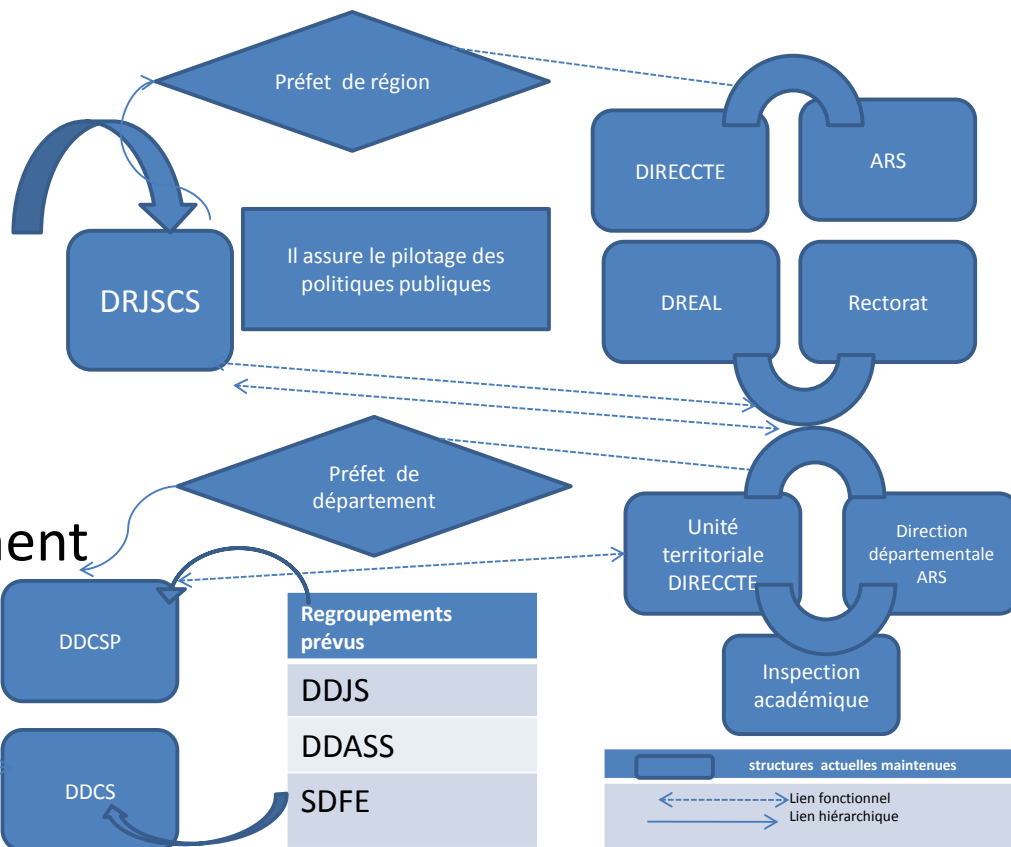 Préfet de région
DIRECCTE
ARS
Il assure le pilotage des
politiques publiques
DRJSCS
DREAL
Rectorat
Préfet de
département
Unité
territoriale
DIRECCTE
Direction
départementale
ARS
Regroupements
prévus
DDCSP
DDJS
Inspection
académique
DDASS
DDCS
SDFE
structures actuelles maintenues
Lien fonctionnel
Lien hiérarchique